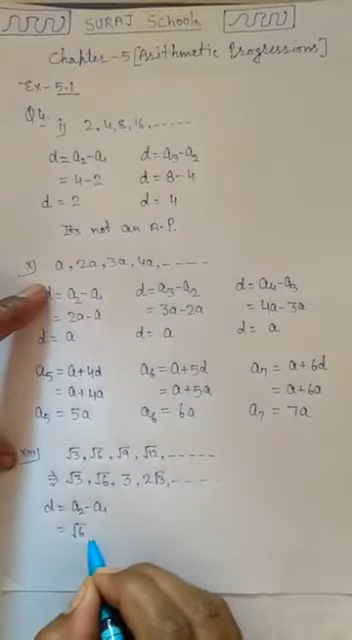 SURAJ Schools
Chapter-5 [Arithmetic Progressions]
Ex-5.1
Q4.
i) 2, 4, 8, 16, -----
d = a₂-a₁ d = a₃-a₂
= 4-2 d = 8-4
d = 2 d = 4
It's not an A.P.
x) a, 2a, 3a, 4a, -----
d = a₂-a₁ d = a₃-a₂ d = a₄-a₃
= 2a-a = 3a-2a = 4a-3a
d = a d = a d = a
a₅ = a+4d a₆ = a+5d a₇ = a+6d
= a+4a = a+5a = a+6a
a₅ = 5a a₆ = 6a a₇ = 7a
xiii) √3, √6, √9, √12, -----
⇒ √3, √6, 3, 2√3, -----
d = a₂-a₁
= √6